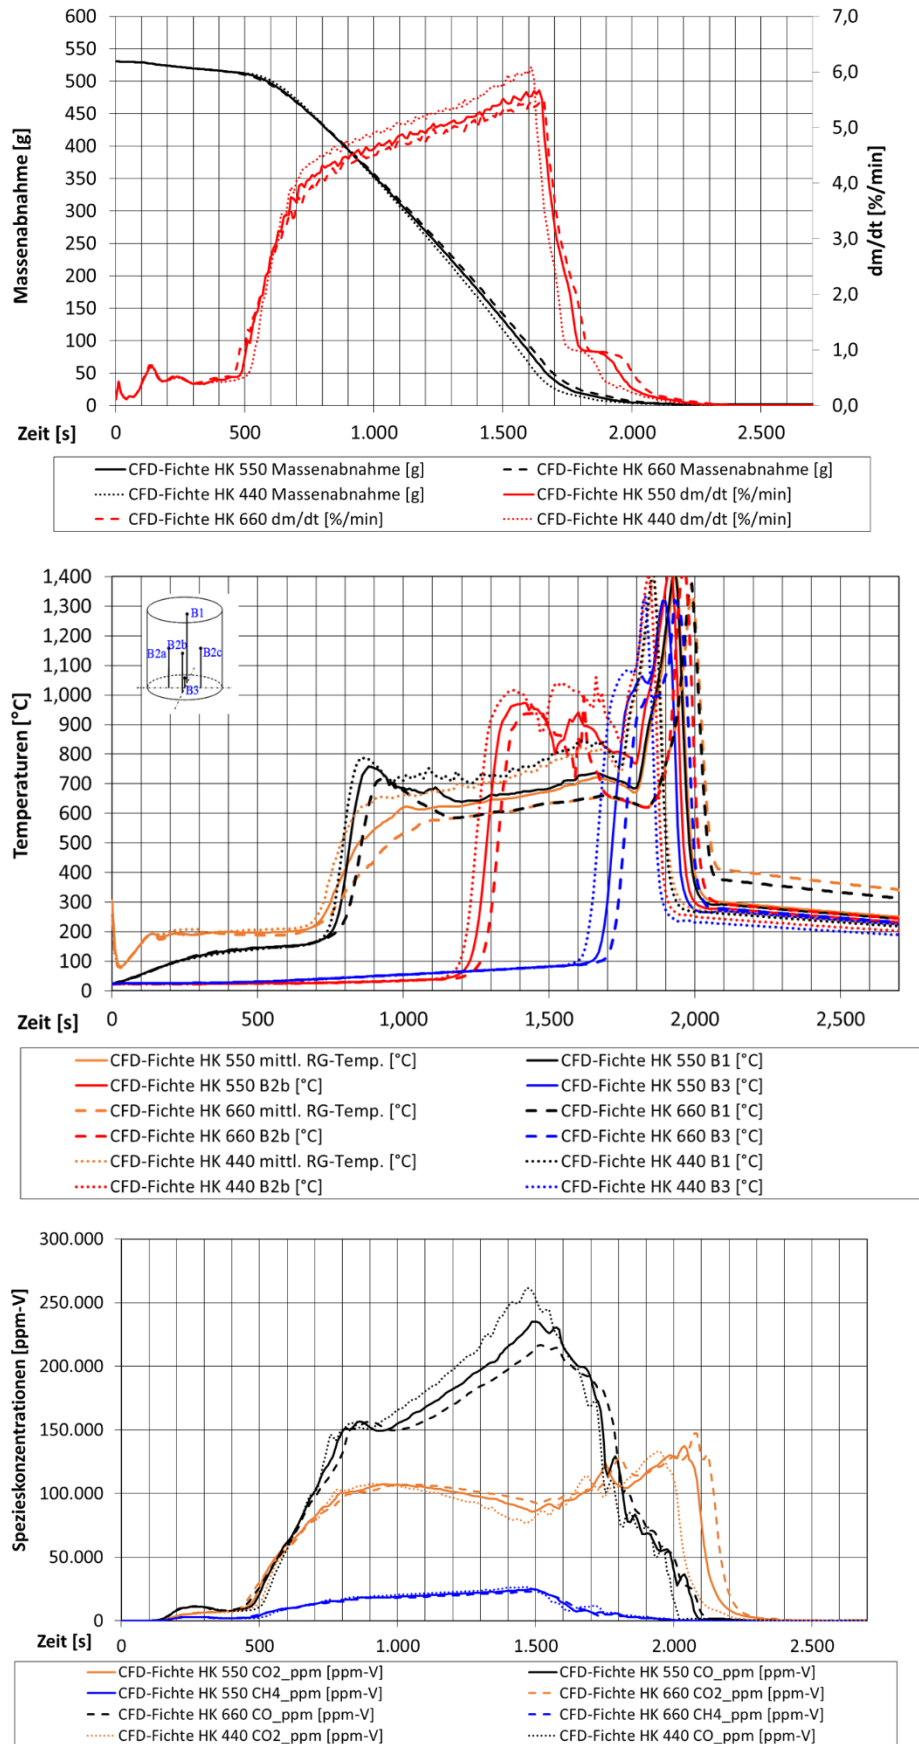 600
550
500
450
400
350
300
250
200
150
100
50
0
Massenabnahme [g]
7,0
6,0
5,0
4,0
3,0
2,0
1,0
0,0
dm/dt [%/min]
Zeit [s]
0 500 1.000 1.500 2.000 2.500
CFD-Fichte HK 550 Massenabnahme [g] CFD-Fichte HK 660 Massenabnahme [g]
CFD-Fichte HK 440 Massenabnahme [g] CFD-Fichte HK 550 dm/dt [%/min]
CFD-Fichte HK 660 dm/dt [%/min] CFD-Fichte HK 440 dm/dt [%/min]
1,400
1,300
1,200
1,100
1,000
900
800
700
600
500
400
300
200
100
0
Temperaturen [°C]
B1
B2b
B2a B2c
B3
Zeit [s]
0 500 1,000 1,500 2,000 2,500
CFD-Fichte HK 550 mittl. RG-Temp. [°C] CFD-Fichte HK 550 B1 [°C]
CFD-Fichte HK 550 B2b [°C] CFD-Fichte HK 550 B3 [°C]
CFD-Fichte HK 660 mittl. RG-Temp. [°C] CFD-Fichte HK 660 B1 [°C]
CFD-Fichte HK 660 B2b [°C] CFD-Fichte HK 660 B3 [°C]
CFD-Fichte HK 440 mittl. RG-Temp. [°C] CFD-Fichte HK 440 B1 [°C]
CFD-Fichte HK 440 B2b [°C] CFD-Fichte HK 440 B3 [°C]
300.000
250.000
200.000
150.000
100.000
50.000
0
Spezieskonzentrationen [ppm-V]
Zeit [s]
0 500 1.000 1.500 2.000 2.500
CFD-Fichte HK 550 CO2_ppm [ppm-V] CFD-Fichte HK 550 CO_ppm [ppm-V]
CFD-Fichte HK 550 CH4_ppm [ppm-V] CFD-Fichte HK 660 CO2_ppm [ppm-V]
CFD-Fichte HK 660 CO_ppm [ppm-V] CFD-Fichte HK 660 CH4_ppm [ppm-V]
CFD-Fichte HK 440 CO2_ppm [ppm-V] CFD-Fichte HK 440 CO_ppm [ppm-V]